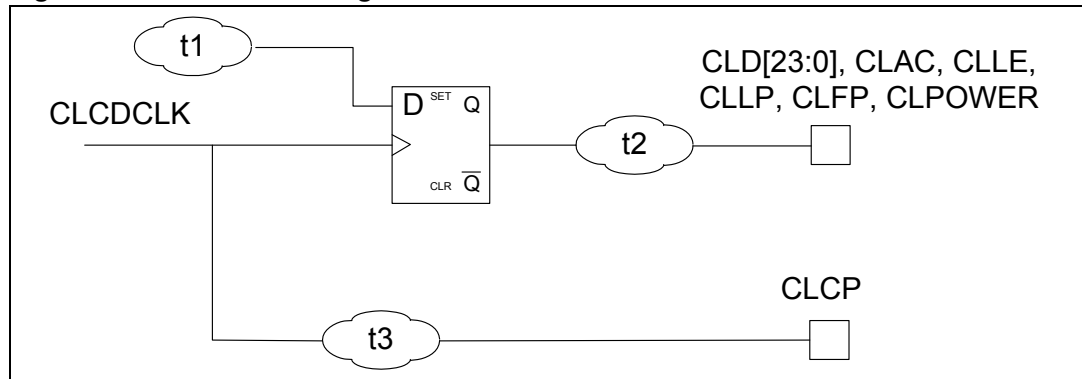 t1
CLCDCLK
D SET Q
CLR Q
t2
CLD[23:0], CLAC, CLLE,
CLLP, CLFP, CLPOWER
t3
CLCP